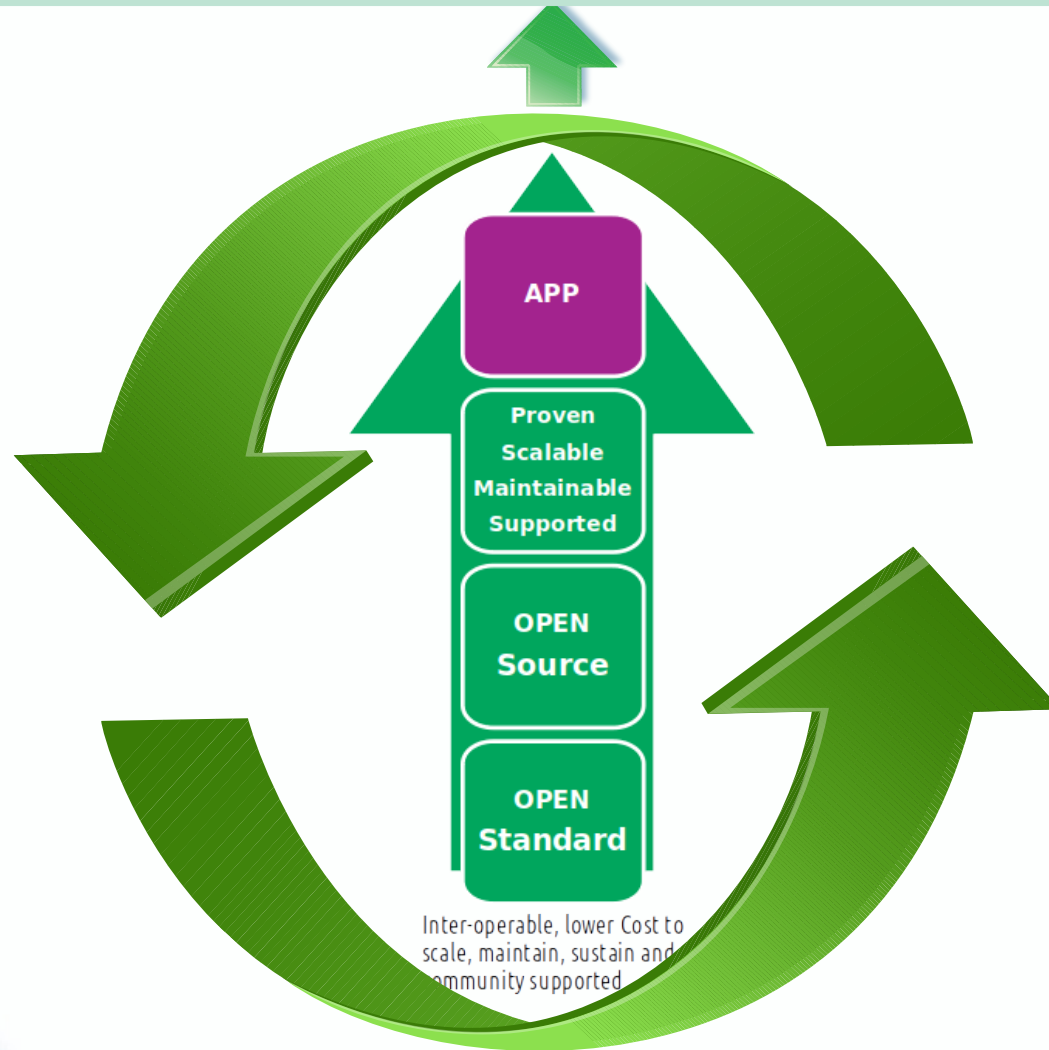 APP
Proven
Scalable
Maintainable
Supported
OPEN
Source
OPEN
Standard
Inter-operable, lower Cost to
scale, maintain, sustain and
ommunity supported